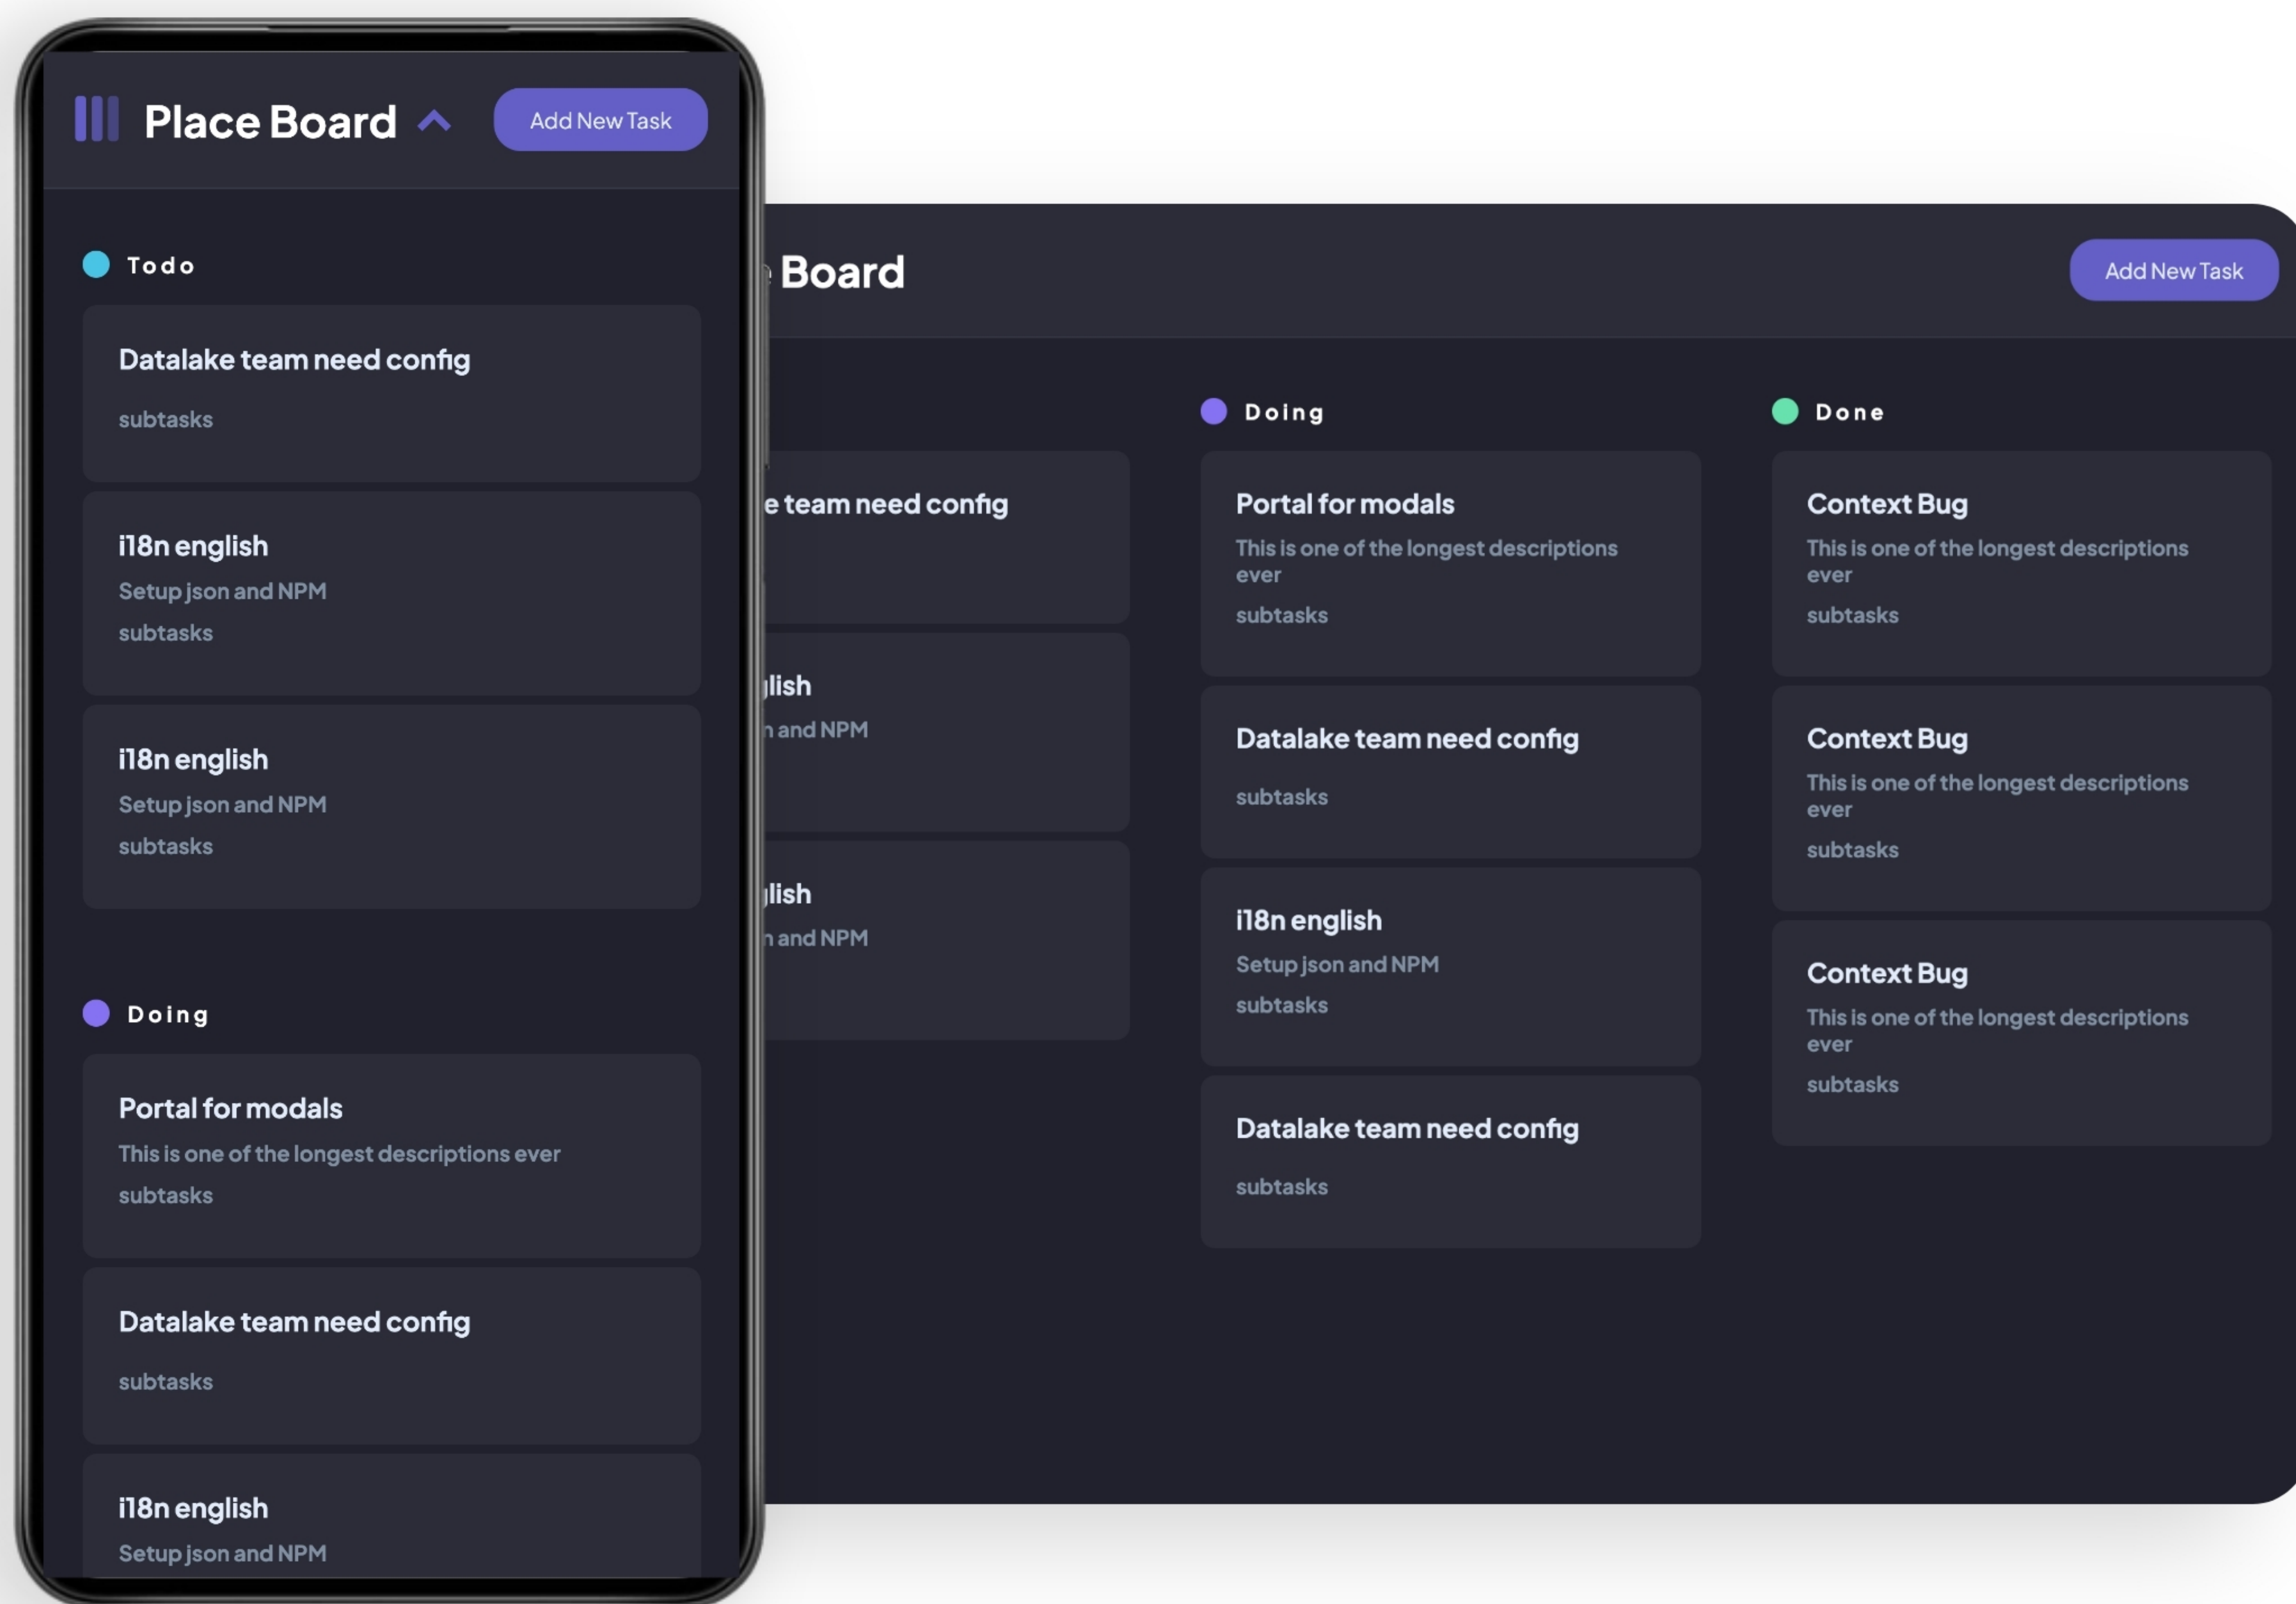 Place Board
Add New Task
Todo
Datalake team need config
subtasks
i18n english
Setup json and NPM
subtasks
i18n english
Setup json and NPM
subtasks
Doing
Portal for modals
This is one of the longest descriptions ever
subtasks
Datalake team need config
subtasks
i18n english
Setup json and NPM
Board
Add New Task
team need config
and NPM
and NPM
Doing
Portal for modals
This is one of the longest descriptions
ever
subtasks
Datalake team need config
subtasks
i18n english
Setup json and NPM
subtasks
Datalake team need config
subtasks
Done
Context Bug
This is one of the longest descriptions
ever
subtasks
Context Bug
This is one of the longest descriptions
ever
subtasks
Context Bug
This is one of the longest descriptions
ever
subtasks